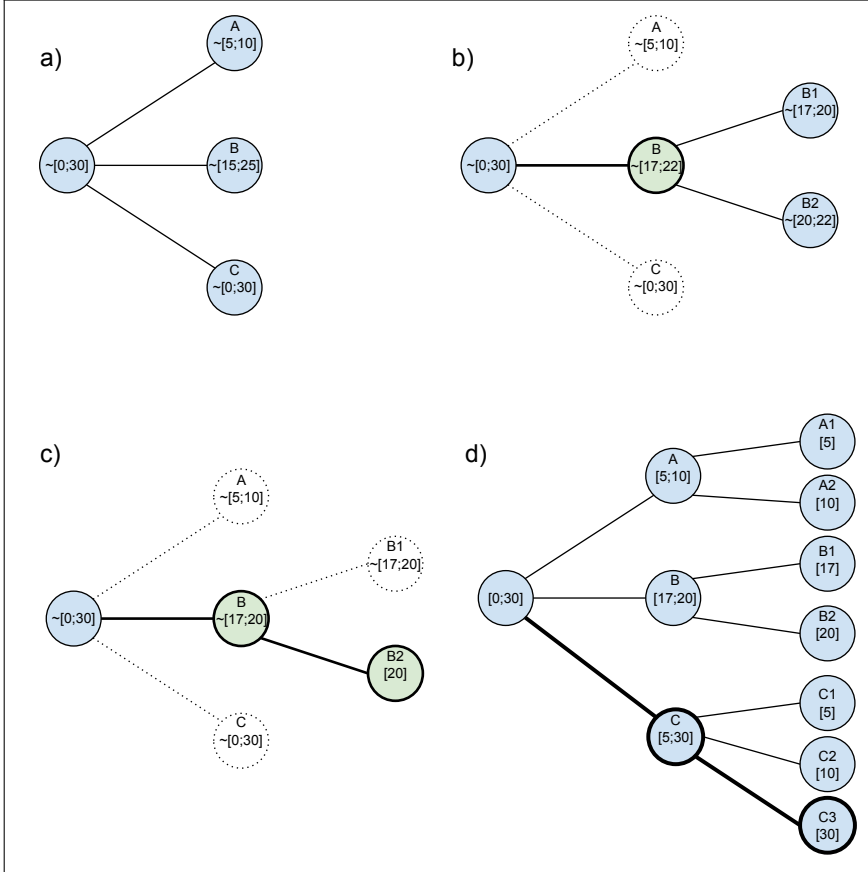 a)
A
~[5;10]
~[0;30]
B
~[15;25]
C
~[0;30]
b)
A
~[5;10]
~[0;30]
B
~[17;22]
C
~[0;30]
B1
~[17;20]
B2
~[20;22]
c)
A
~[5;10]
~[0;30]
B
~[17;20]
C
~[0;30]
B1
~[17;20]
B2
[20]
d)
[0;30]
A
[5;10]
B
[17;20]
C
[5;30]
A1
[5]
A2
[10]
B1
[17]
B2
[20]
C1
[5]
C2
[10]
C3
[30]